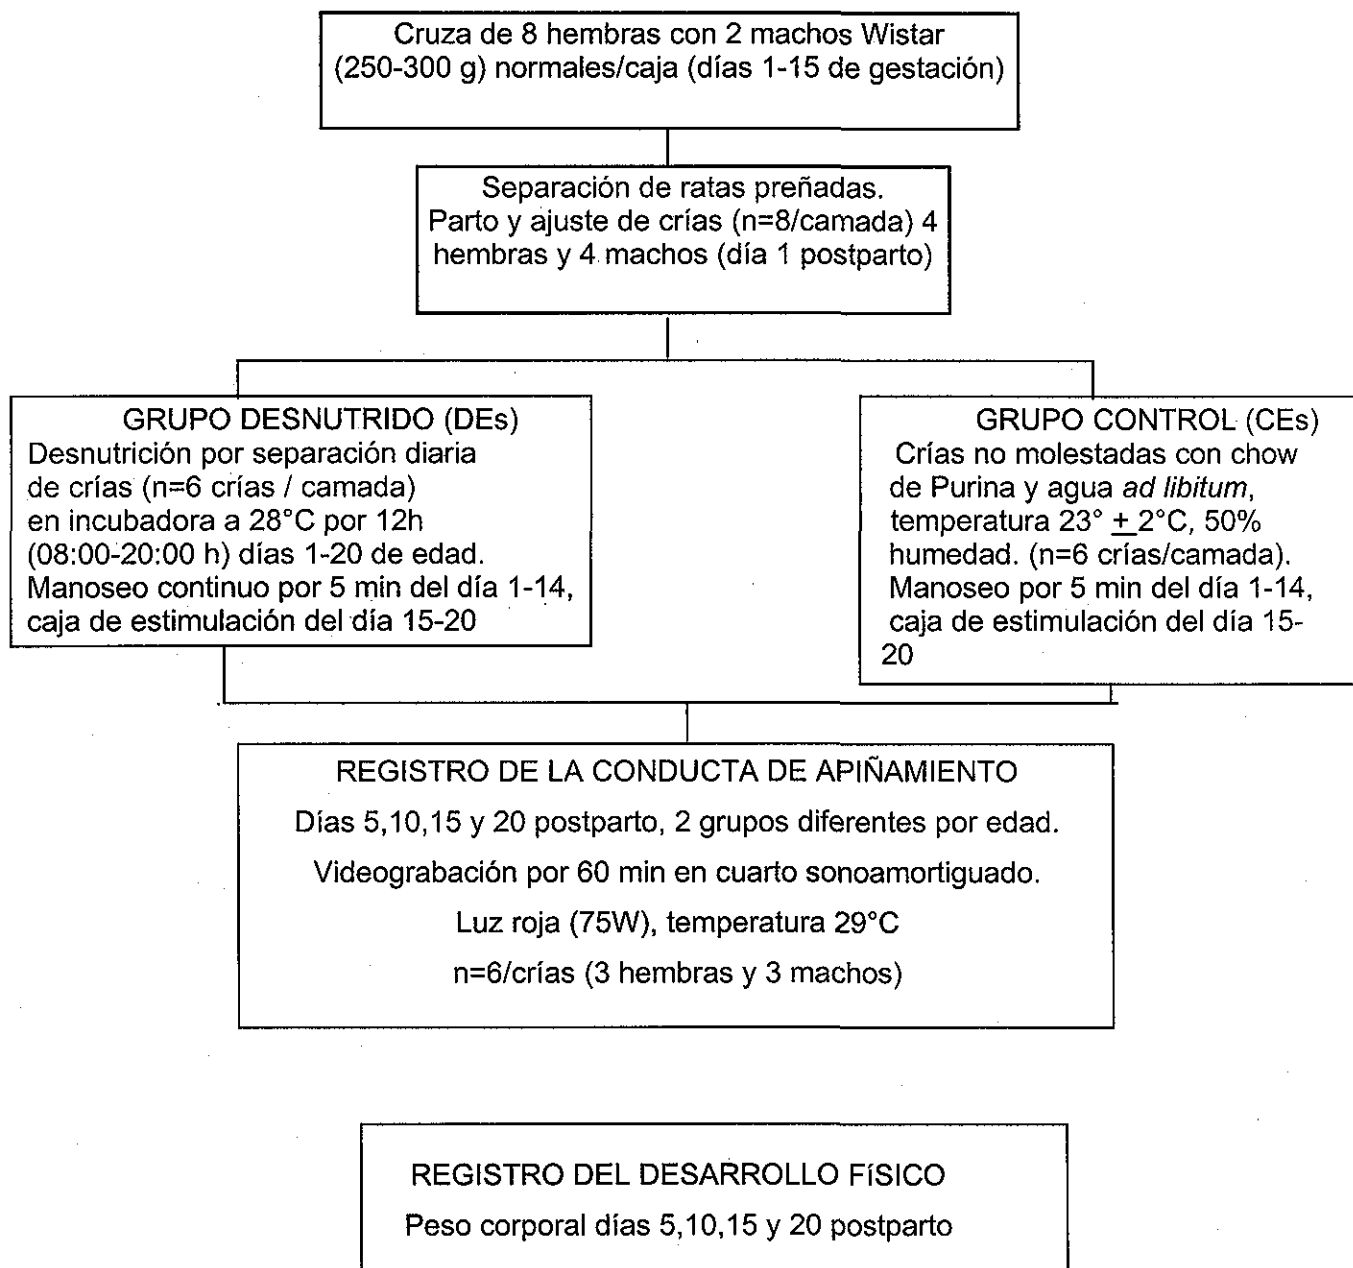 Cruza de 8 hembras con 2 machos Wistar
(250-300 g) normales/caja (días 1-15 de gestación)
Separación de ratas preñadas.
Parto y ajuste de crías (n=8/camada) 4
hembras y 4 machos (día 1 postparto)
GRUPO DESNUTRIDO (DEs)
Desnutrición por separación diaria
de crías (n=6 crías / camada)
en incubadora a 28°C por 12h
(08:00-20:00 h) días 1-20 de edad.
Manoseo continuo por 5 min del día 1-14,
caja de estimulación del día 15-20
GRUPO CONTROL (CEs)
Crías no molestadas con chow
de Purina y agua ad libitum,
temperatura 23° ± 2°C, 50%
humedad. (n=6 crías/camada).
Manoseo por 5 min del día 1-14,
caja de estimulación del día 15-
20
REGISTRO DE LA CONDUCTA DE APIÑAMIENTO
Días 5,10,15 y 20 postparto, 2 grupos diferentes por edad.
Videograbación por 60 min en cuarto sonoamortiguado.
Luz roja (75W), temperatura 29°C
n=6/crías (3 hembras y 3 machos)
REGISTRO DEL DESARROLLO FíSICO
Peso corporal días 5,10,15 y 20 postparto